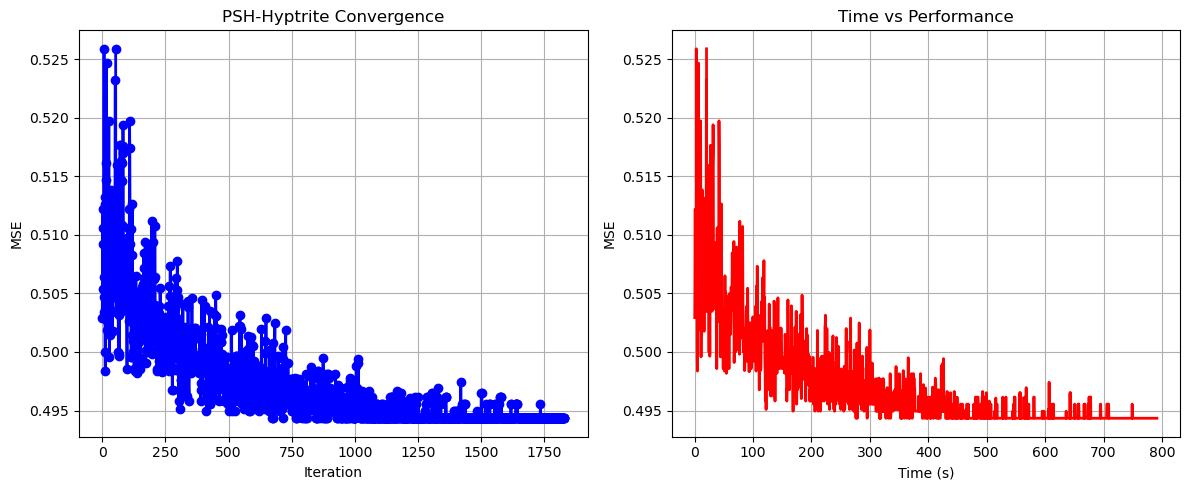 PSH-Hyptrite Convergence
0.525
0.520
0.515
0.510
0.505
0.500
0.495
MSE
0 250 500 750 1000 1250 1500 1750
Iteration
Time vs Performance
0.525
0.520
0.515
0.510
0.505
0.500
0.495
MSE
0 100 200 300 400 500 600 700 800
Time (s)